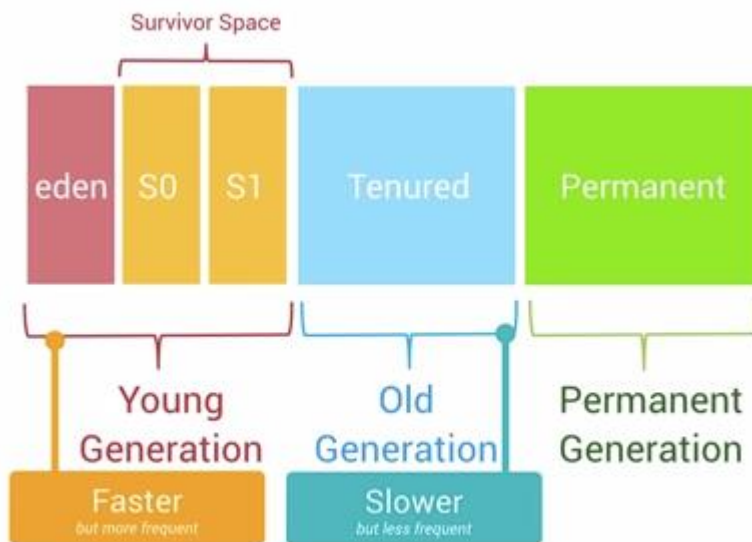 Survivor Space
eden
S0
S1
Tenured
Permanent
Young
Generation
Old
Generation
Permanent
Generation
Faster
but more frequent
Slower
but less frequent